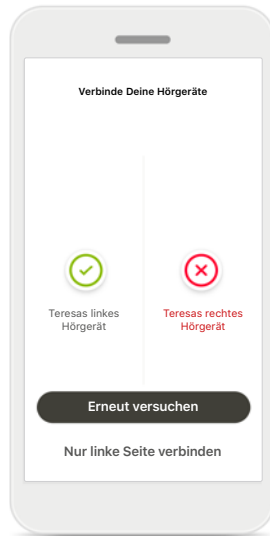 Verbinde Deine Hörgeräte
Teresas linkes
Hörgerät
Teresas rechtes
Hörgerät
Erneut versuchen
Nur linke Seite verbinden